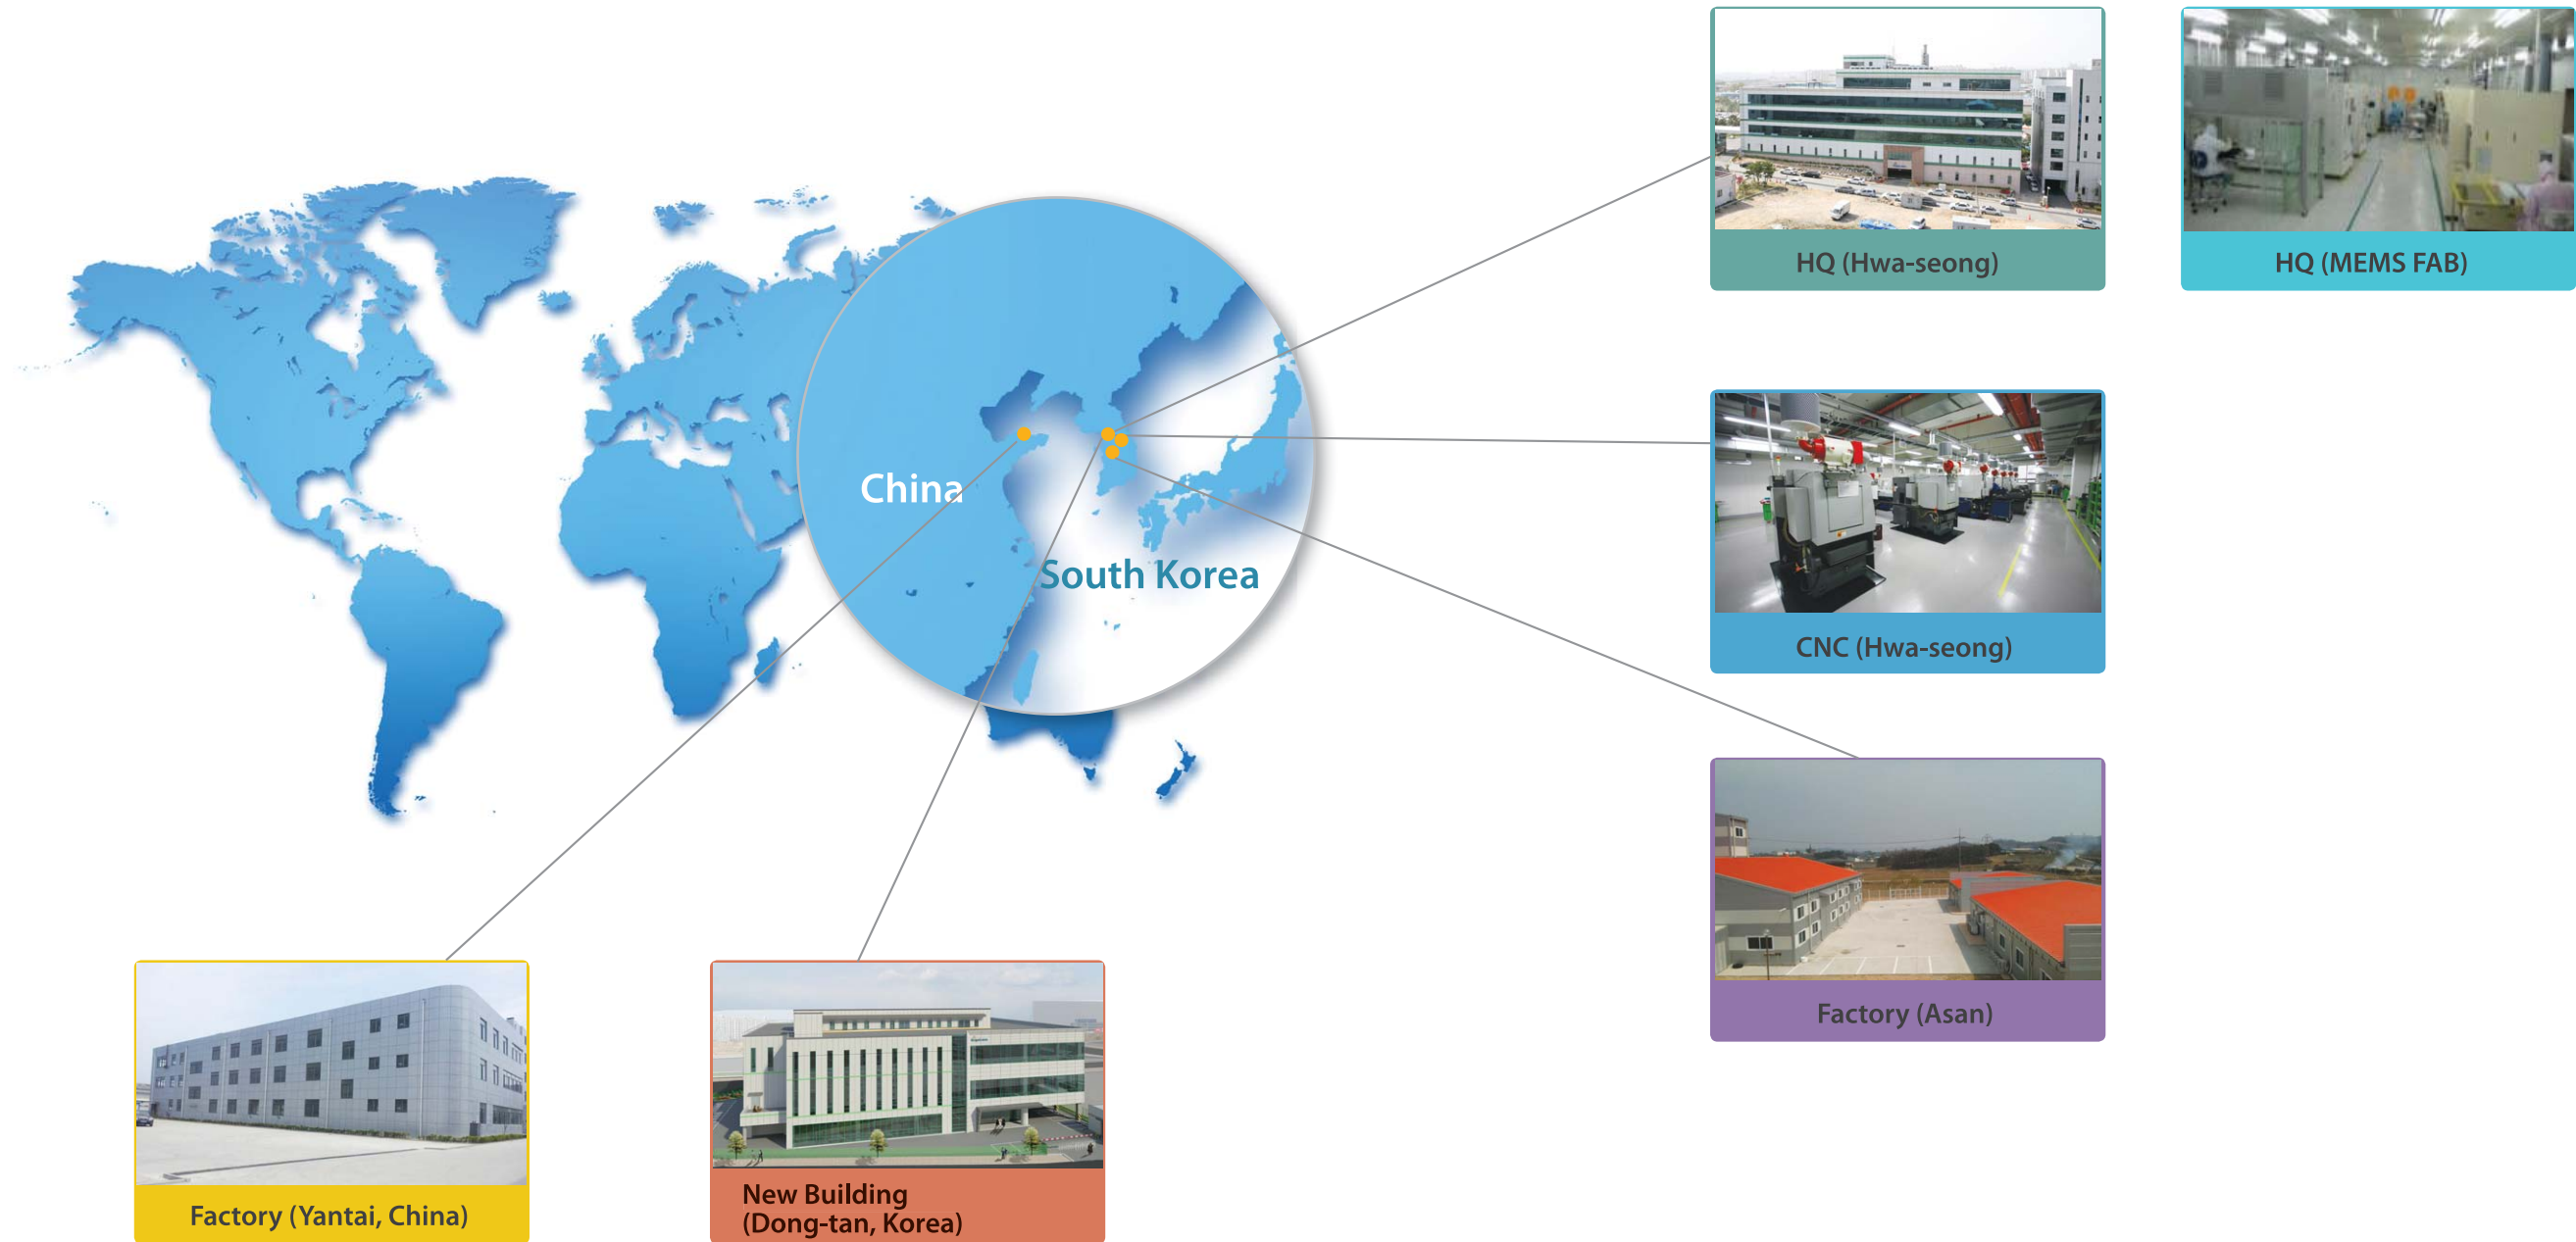 HQ (Hwa-seong)
HQ (MEMS FAB)
China
South Korea
CNC (Hwa-seong)
Factory (Asan)
Factory (Yantai, China)
New Building
(Dong-tan, Korea)